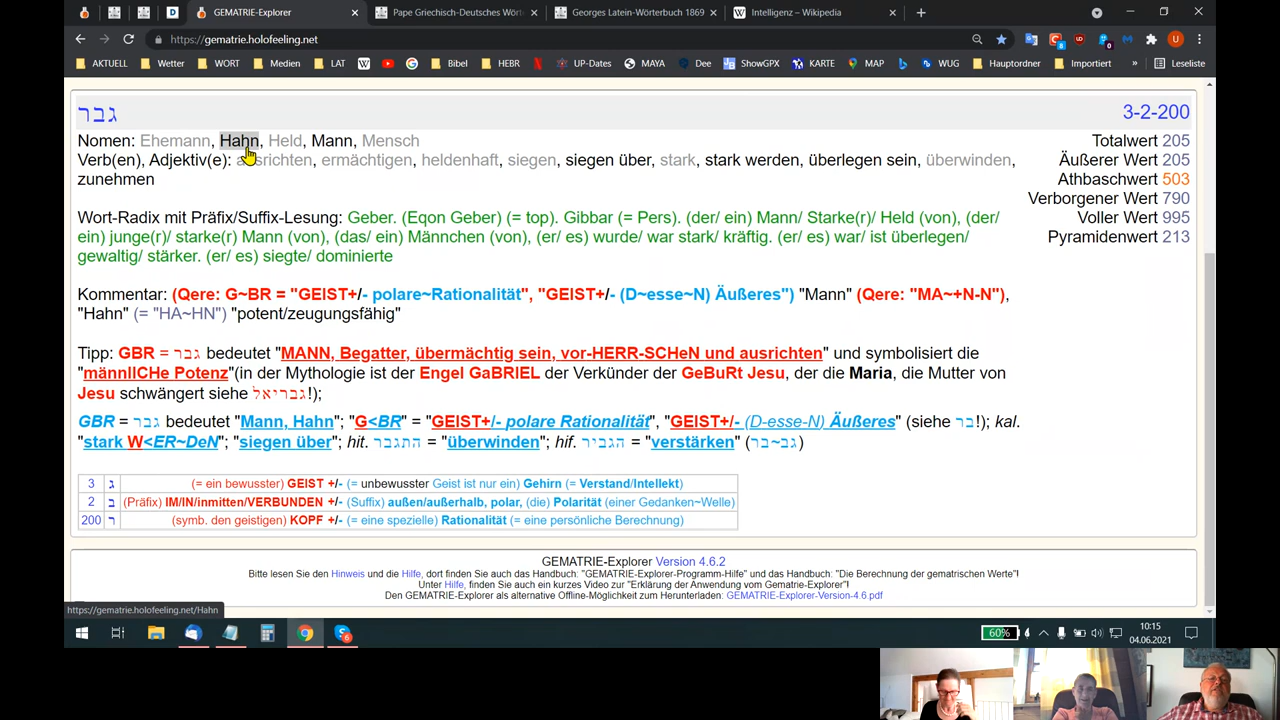 GEMATRIE-Explorer
Pape Griechisch-Deutsches Wört
Georges Latein-Wörterbuch 1869
Intelligenz – Wikipedia
https://gematrie.holofeeling.net
AKTUELL Wetter WORT Medien LAT Bibel HEBR UP-Dates MAYA Dee ShowGPX KARTE MAP WUG Hauptordner Importiert » Leseliste
גבר
3-2-200
Nomen: Ehemann, Hahn, Held, Mann, Mensch
Totalwert 205
Verb(en), Adjektiv(e): ausrichten, ermächtigen, heldenhaft, siegen, siegen über, stark, stark werden, überlegen sein, überwinden,
Äußerer Wert 205
zunehmen
Athbaschwert 503
Verborgener Wert 790
Wort-Radix mit Präfix/Suffix-Lesung: Geber. (Eqon Geber) (= top). Gibbar (= Pers). (der/ ein) Mann/ Starke(r)/ Held (von), (der/
Voller Wert 995
ein) junge(r)/ starke(r) Mann (von), (das/ ein) Männchen (von), (er/ es) wurde/ war stark/ kräftig. (er/ es) war/ ist überlegen/
Pyramidenwert 213
gewaltig/ stärker. (er/ es) siegte/ dominierte
Kommentar: (Qere: G~BR = "GEIST+/- polare~Rationalität", "GEIST+/- (D~esse~N) Äußeres") "Mann" (Qere: "MA~+N-N"),
"Hahn" (= "HA~HN") "potent/zeugungsfähig"
Tipp: GBR = גבר bedeutet "MANN, Begatter, übermächtig sein, vor-HERR-SCHeN und ausrichten" und symbolisiert die
"männlICHe Potenz"(in der Mythologie ist der Engel GaBRIEL der Verkünder der GeBuRt Jesu, der die Maria, die Mutter von
Jesu schwängert siehe גבריאל!);
GBR = גבר bedeutet "Mann, Hahn"; "G<BR" = "GEIST+/- polare Rationalität", "GEIST+/- (D-esse-N) Äußeres" (siehe בר!); kal.
"stark W<ER~DeN"; "siegen über"; hit. התגבר = "überwinden"; hif. הגביר = "verstärken" (גב~בר)
3 ג (= ein bewusster) GEIST +/- (= unbewusster Geist ist nur ein) Gehirn (= Verstand/Intellekt)
2 ב (Präfix) IM/IN/inmitten/VERBUNDEN +/- (Suffix) außen/außerhalb, polar, (die) Polarität (einer Gedanken~Welle)
200 ר (symb. den geistigen) KOPF +/- (= eine spezielle) Rationalität (= eine persönliche Berechnung)
GEMATRIE-Explorer Version 4.6.2
Bitte lesen Sie den Hinweis und die Hilfe, dort finden Sie auch das Handbuch: "GEMATRIE-Explorer-Programm-Hilfe" und das Handbuch: "Die Berechnung der gematrischen Werte"!
Unter Hilfe, finden Sie auch ein kurzes Video zur "Erklärung der Anwendung vom Gematrie-Explorer"!
Den GEMATRIE-Explorer als alternative Offline-Möglichkeit zum Herunterladen: GEMATRIE-Explorer-Version-4.6.pdf
https://gematrie.holofeeling.net/Hahn
60%
10:15
04.06.2021